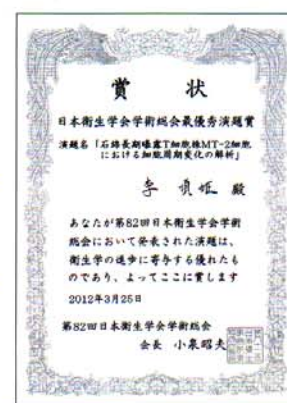 賞 状
日本衛生学会学術総会最優秀演題賞
演題名「石綿長期曝露T細胞株MT-2細胞
における細胞周期変化の解析」
李 順姫 殿
あなたが第82回日本衛生学会学術
総会において発表された演題は、
衛生学の進歩に寄与する優れたも
のであり、よってここに賞します
2012年3月25日
第82回日本衛生学会学術総会
会長 小泉昭夫